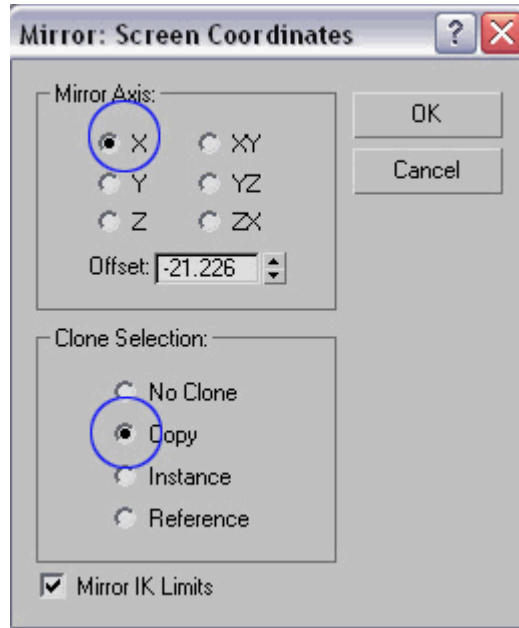 Mirror: Screen Coordinates
Mirror Axis:
X XY
Y YZ
Z ZX
Offset: -21.226
OK
Cancel
Clone Selection:
No Clone
Copy
Instance
Reference
Mirror IK Limits